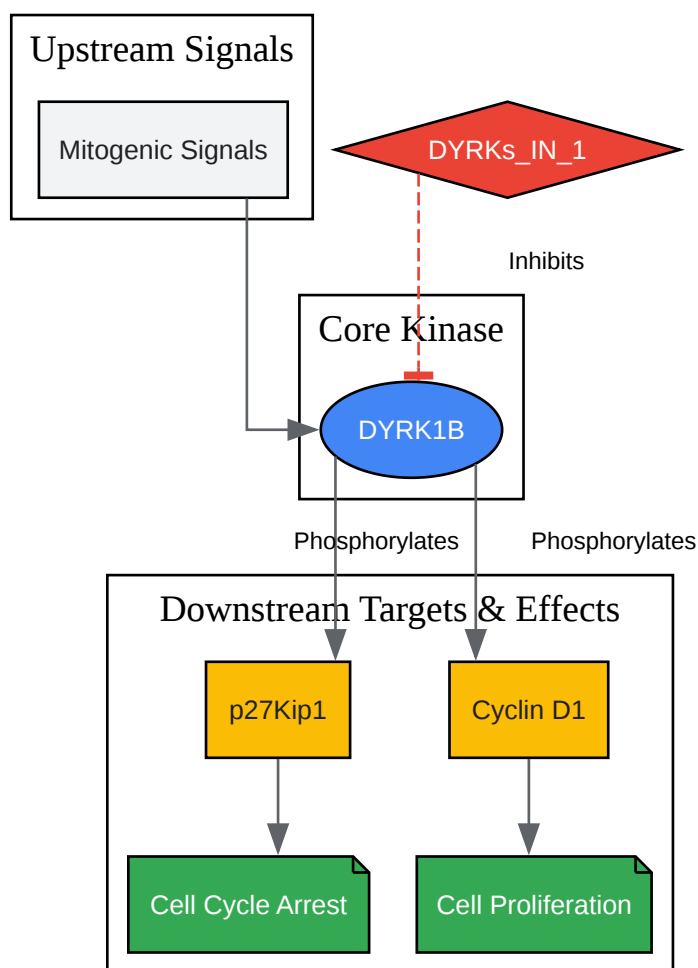 Upstream Signals
Mitogenic Signals
DYRKs_IN_1
Inhibits
Core Kinase
DYRK1B
Phosphorylates
Phosphorylates
Downstream Targets & Effects
p27Kip1
Cyclin D1
Cell Cycle Arrest
Cell Proliferation